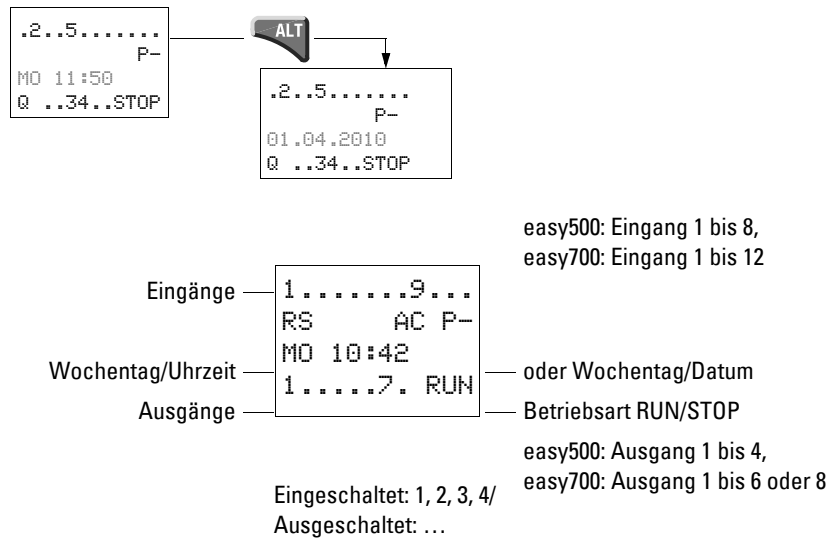 .2..5.......
P-
MO 11:50
Q ..34..STOP
ALT
.2..5.......
P-
01.04.2010
Q ..34..STOP
easy500: Eingang 1 bis 8,
easy700: Eingang 1 bis 12
Eingänge
1.......9...
RS AC P-
MO 10:42
1.....7. RUN
Wochentag/Uhrzeit
oder Wochentag/Datum
Ausgänge
Betriebsart RUN/STOP
easy500: Ausgang 1 bis 4,
easy700: Ausgang 1 bis 6 oder 8
Eingeschaltet: 1, 2, 3, 4/
Ausgeschaltet: …